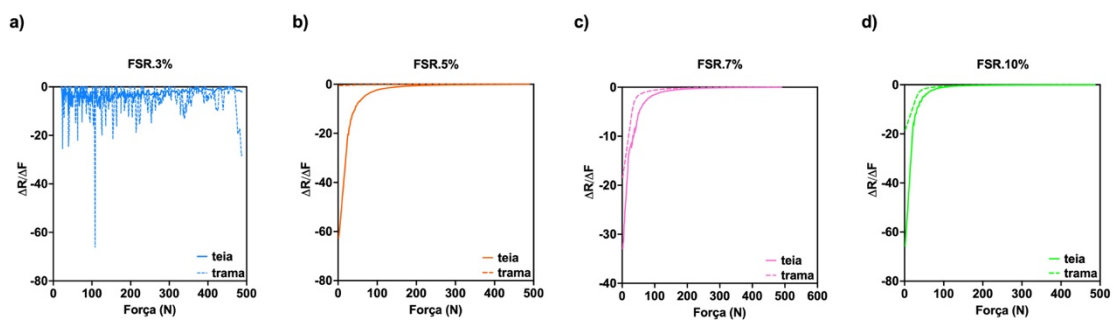 a)
FSR.3%
0
-20
-40
-60
-80
ΔR/ΔF
0 100 200 300 400 500
Força (N)
teia
trama
b)
FSR.5%
0
-20
-40
-60
-80
ΔR/ΔF
0 100 200 300 400 500
Força (N)
teia
trama
c)
FSR.7%
0
-10
-20
-30
-40
ΔR/ΔF
0 100 200 300 400 500 600
Força (N)
teia
trama
d)
FSR.10%
0
-20
-40
-60
-80
ΔR/ΔF
0 100 200 300 400 500
Força (N)
teia
trama